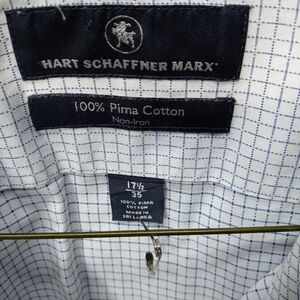 HART SCHAFFNER MARX
100% Pima Cotton
Non-Iron
17½
35
100% PIMA
COTTON
MADE IN
SRI LANKA